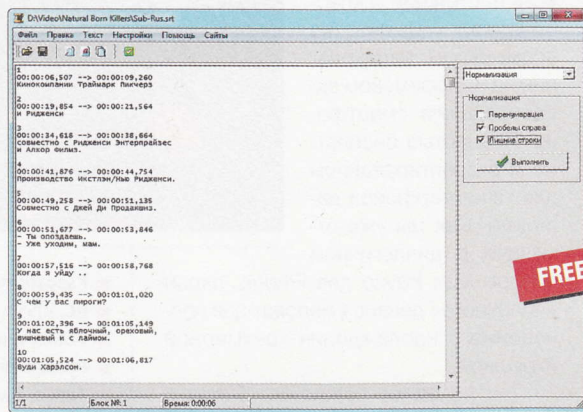 D:\Video\Natural Born Killers\Sub-Rus.srt
Файл Правка Текст Настройки Помощь Сайты
1
00:00:06,507 --> 00:00:09,260
Кинокомпании Траймарк Пикчерз
2
00:00:19,854 --> 00:00:21,564
и Ридженси
3
00:00:34,618 --> 00:00:38,664
совместно с Ридженси Энтерпрайзес
и Алкор Филмз.
4
00:00:41,876 --> 00:00:44,754
Производство Икстлэн/Нью Ридженси.
5
00:00:49,258 --> 00:00:51,135
Совместно с Джей Ди Продакшнз.
6
00:00:51,677 --> 00:00:53,846
- Ты опоздаешь.
- Уже уходим, мам.
7
00:00:57,516 --> 00:00:58,768
Когда я уйду ..
8
00:00:59,435 --> 00:01:01,020
С чем у вас пироги?
9
00:01:02,396 --> 00:01:05,149
У нас есть яблочный, ореховый,
вишневый и с лаймом.
10
00:01:05,524 --> 00:01:06,817
Вуди Харэлсон.
Нормализация
Нормализация
Перенумерация
Пробелы справа
Лишние строки
Выполнить
FREE
1/1 Блок №: 1 Время: 0:00:06